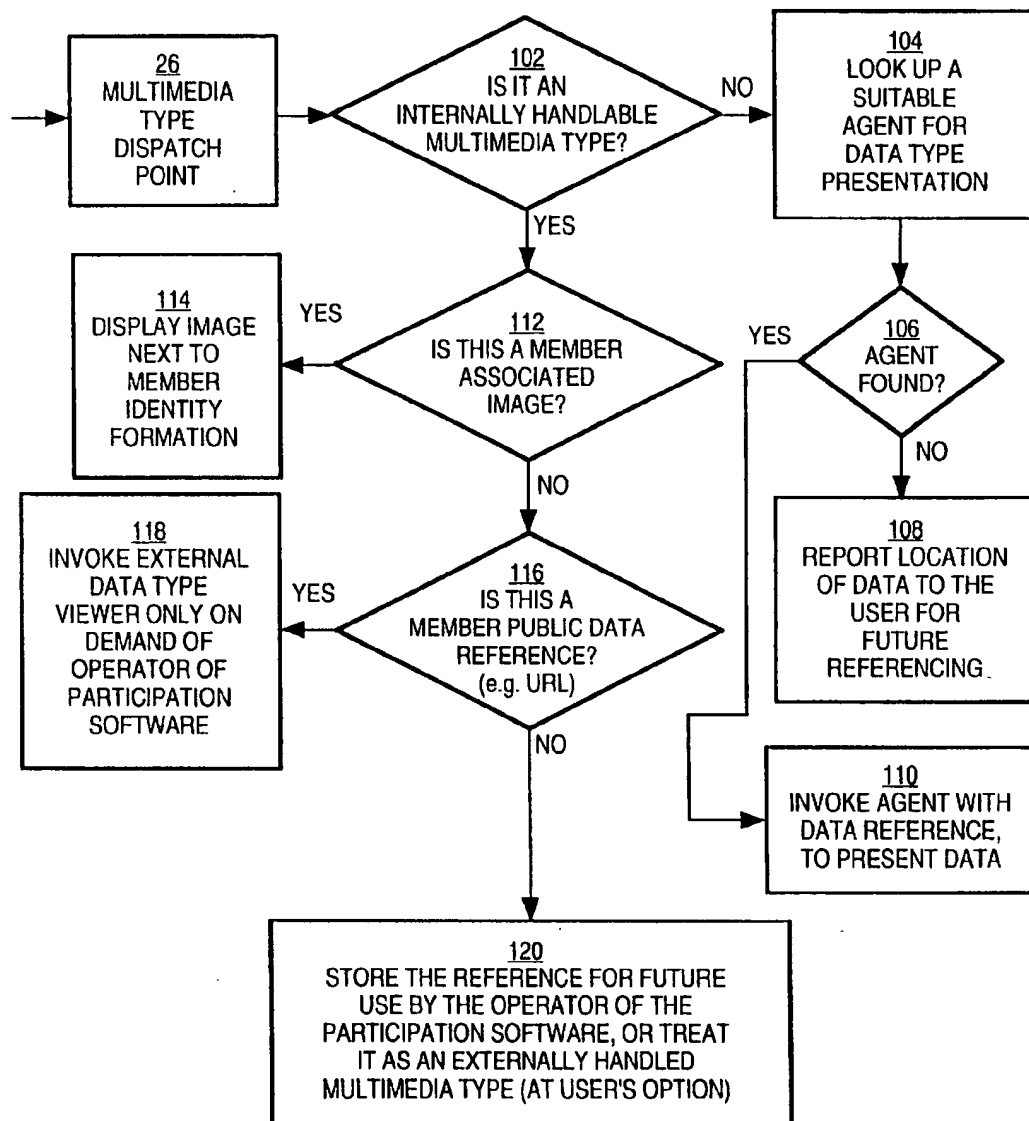 26
MULTIMEDIA
TYPE
DISPATCH
POINT
102
IS IT AN
INTERNALLY HANDLABLE
MULTIMEDIA TYPE?
NO
104
LOOK UP A
SUITABLE
AGENT FOR
DATA TYPE
PRESENTATION
YES
114
DISPLAY IMAGE
NEXT TO
MEMBER
IDENTITY
FORMATION
YES
112
IS THIS A MEMBER
ASSOCIATED
IMAGE?
YES
106
AGENT
FOUND?
NO
NO
118
INVOKE EXTERNAL
DATA TYPE
VIEWER ONLY ON
DEMAND OF
OPERATOR OF
PARTICIPATION
SOFTWARE
YES
116
IS THIS A
MEMBER PUBLIC DATA
REFERENCE?
(e.g. URL)
108
REPORT LOCATION
OF DATA TO THE
USER FOR
FUTURE
REFERENCING
NO
110
INVOKE AGENT WITH
DATA REFERENCE,
TO PRESENT DATA
120
STORE THE REFERENCE FOR FUTURE
USE BY THE OPERATOR OF THE
PARTICIPATION SOFTWARE, OR TREAT
IT AS AN EXTERNALLY HANDLED
MULTIMEDIA TYPE (AT USER'S OPTION)